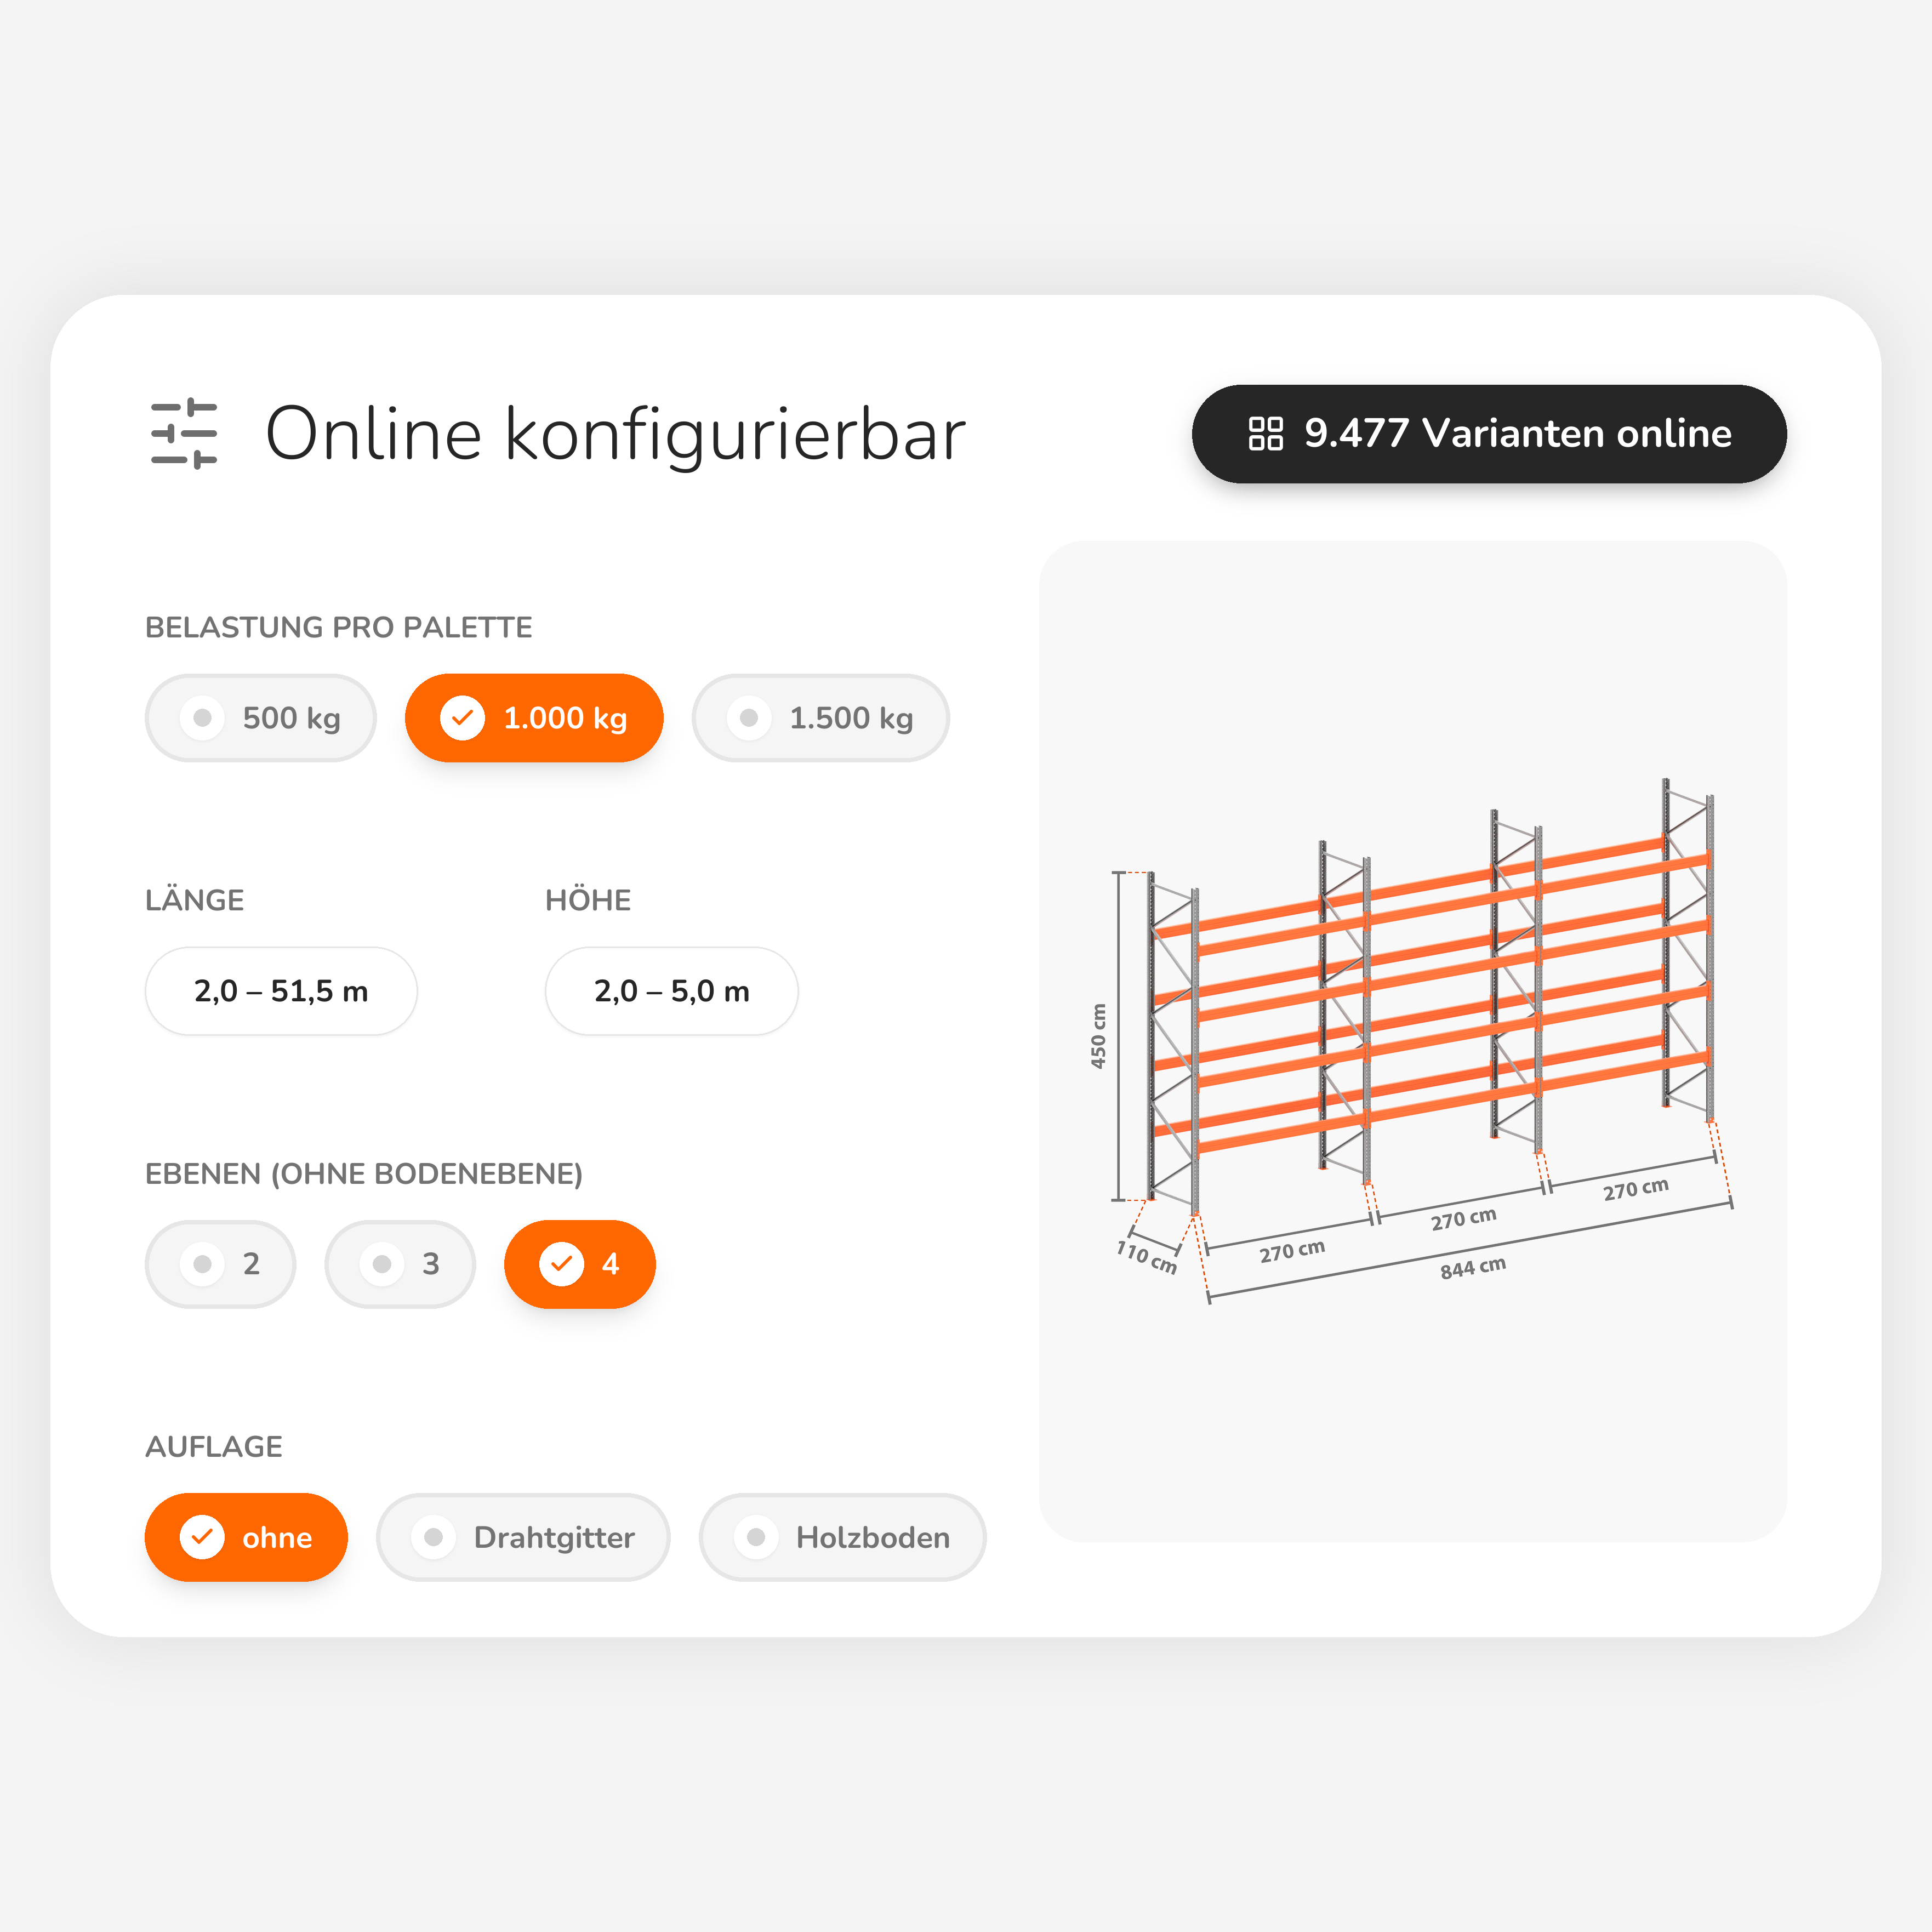 Online konfigurierbar
9.477 Varianten online
BELASTUNG PRO PALETTE
500 kg
1.000 kg
1.500 kg
LÄNGE
HÖHE
2,0 – 51,5 m
2,0 – 5,0 m
EBENEN (OHNE BODENEBENE)
2
3
4
AUFLAGE
ohne
Drahtgitter
Holzboden
450 cm
110 cm
270 cm
270 cm
270 cm
844 cm